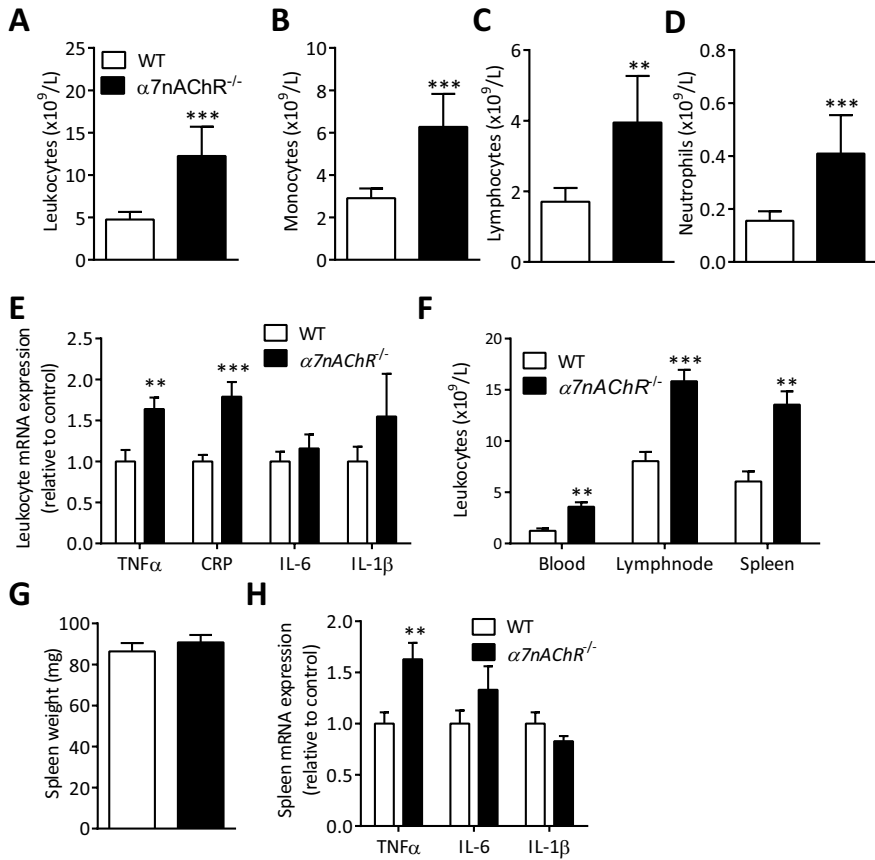 A
Leukocytes (x10⁹/L)
25
20
15
10
5
0
WT
α7nAChR⁻/⁻
***
B
Monocytes (x10⁹/L)
10
8
6
4
2
0
***
C
Lymphocytes (x10⁹/L)
6
4
2
0
**
D
Neutrophils (x10⁹/L)
0.8
0.6
0.4
0.2
0.0
***
E
Leukocyte mRNA expression
(relative to control)
2.5
2.0
1.5
1.0
0.5
0.0
WT
α7nAChR⁻/⁻
**
***
TNFα CRP IL-6 IL-1β
F
Leukocytes (x10⁹/L)
20
15
10
5
0
WT
α7nAChR⁻/⁻
**
***
**
Blood Lymphnode Spleen
G
Spleen weight (mg)
100
80
60
40
20
0
H
Spleen mRNA expression
(relative to control)
2.0
1.5
1.0
0.5
0.0
WT
α7nAChR⁻/⁻
**
TNFα IL-6 IL-1β